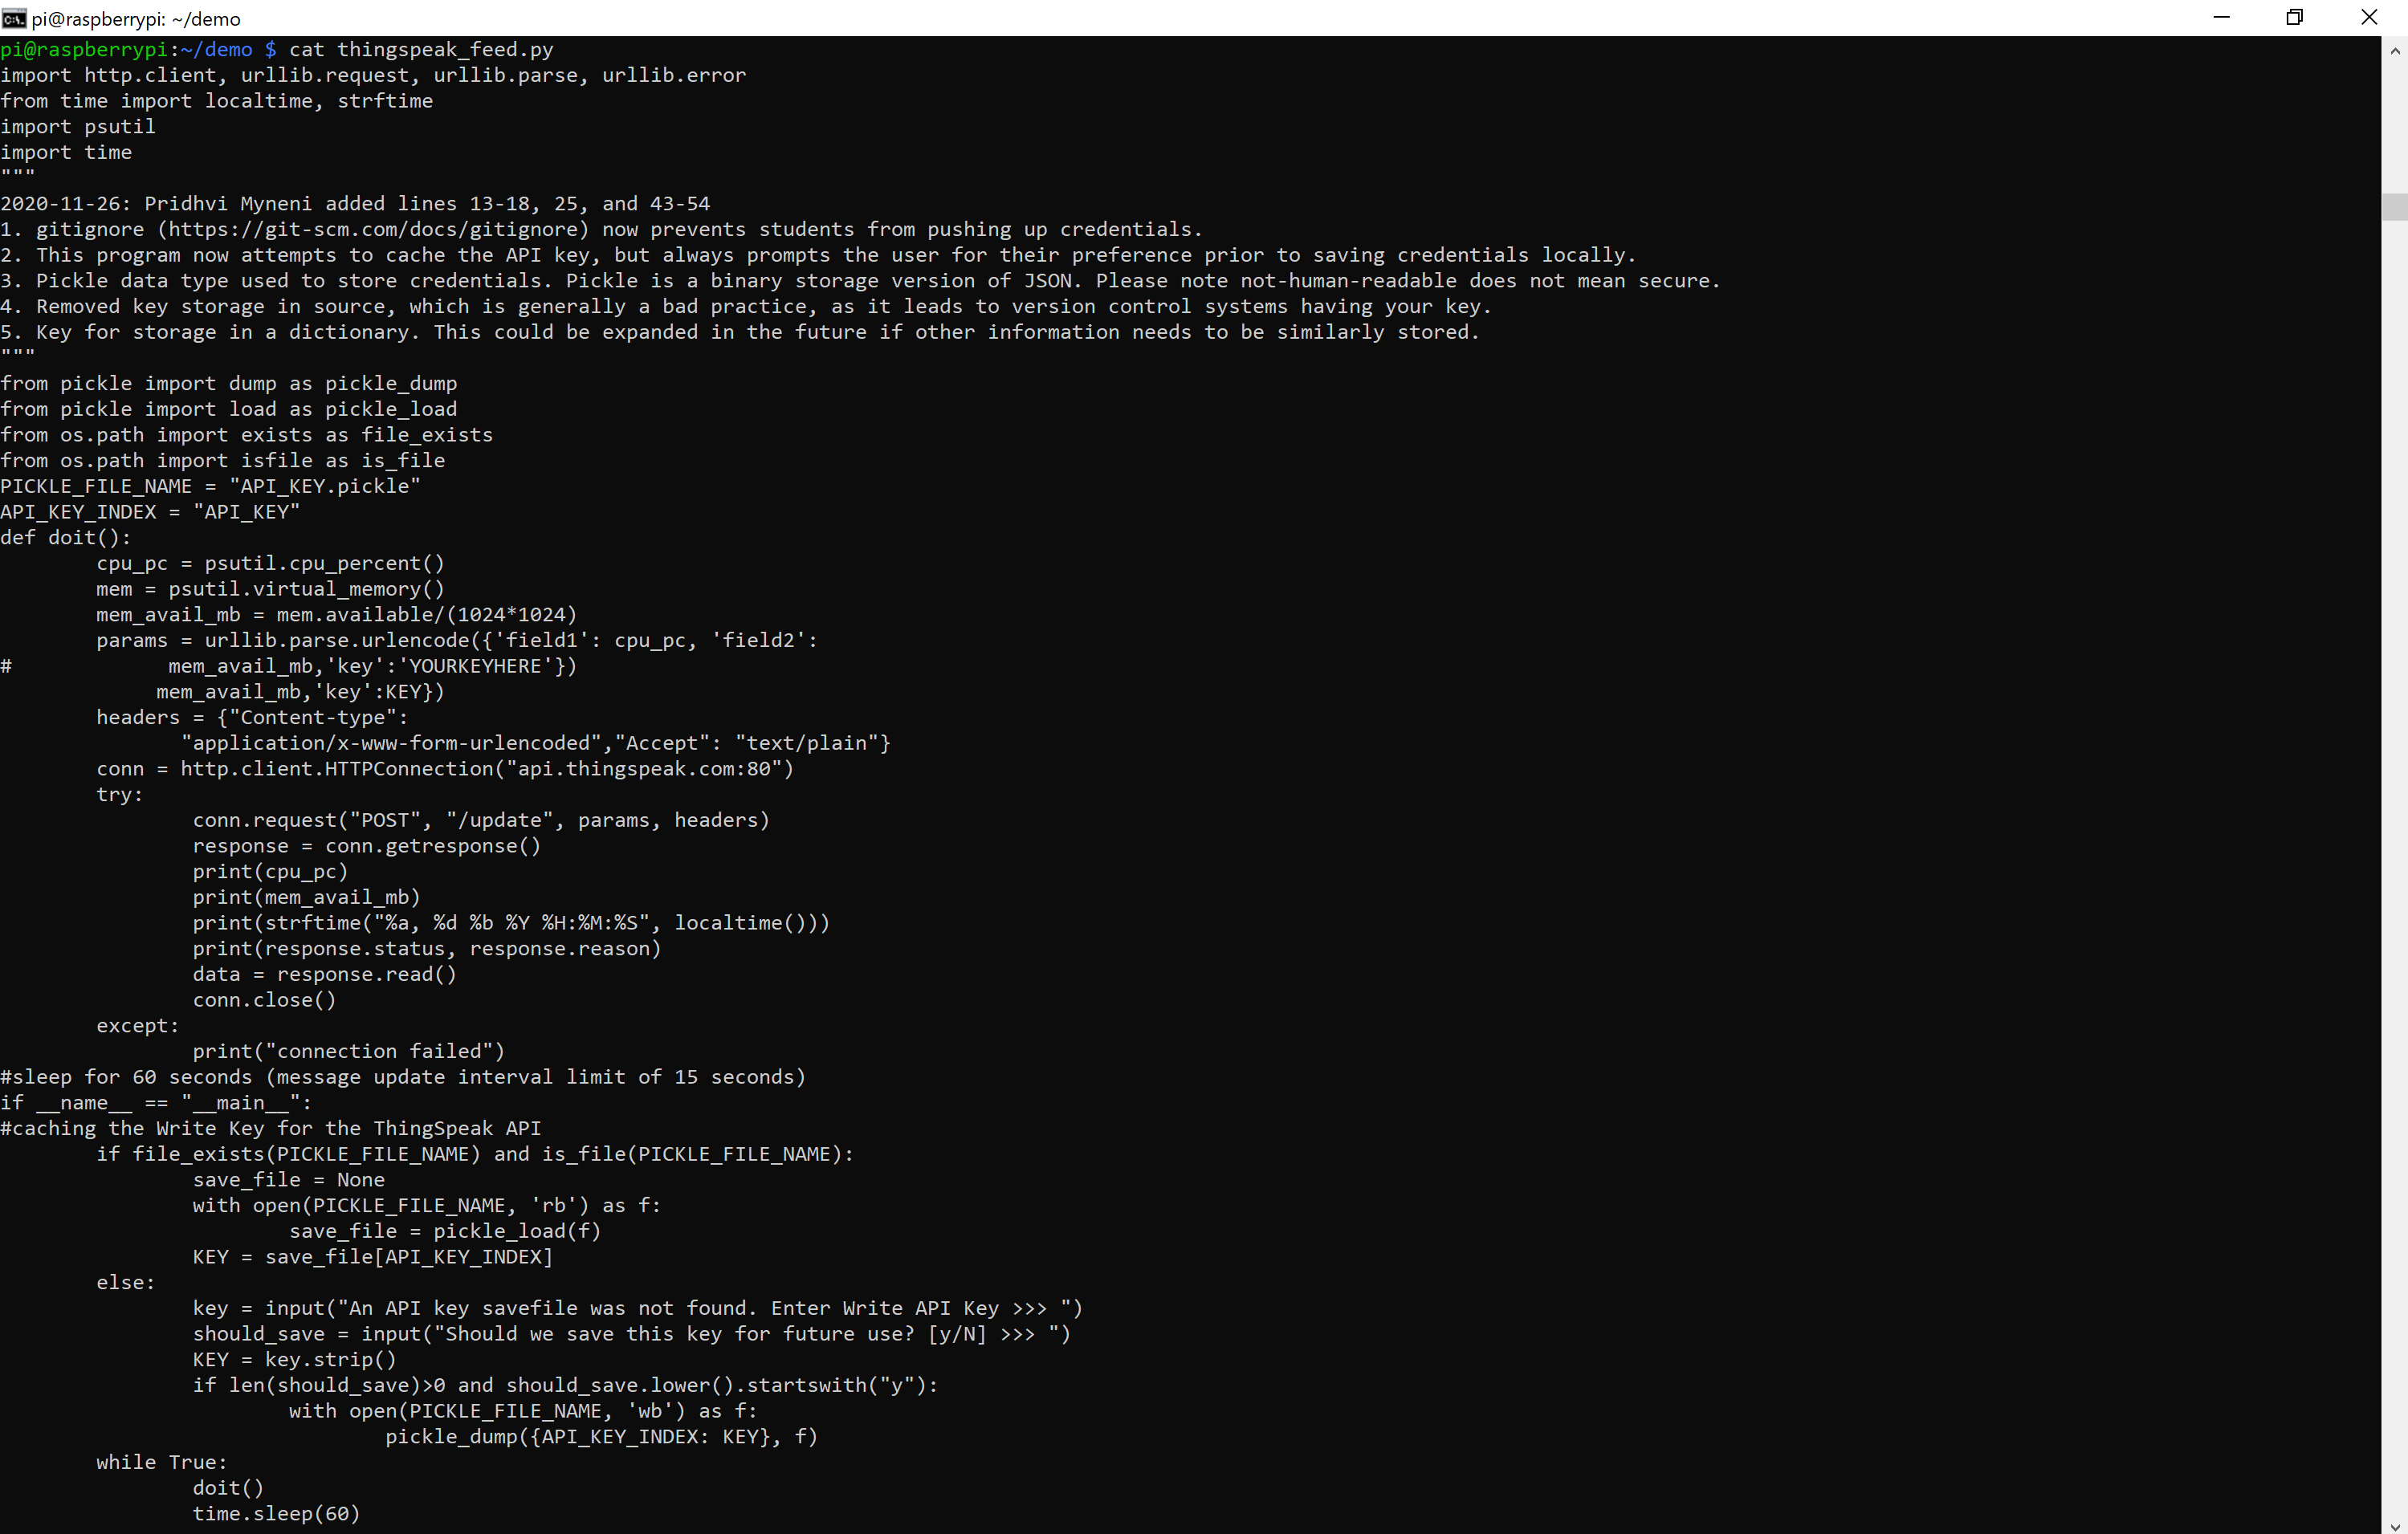 pi@raspberrypi: ~/demo
pi@raspberrypi:~/demo $ cat thingspeak_feed.py
import http.client, urllib.request, urllib.parse, urllib.error
from time import localtime, strftime
import psutil
import time
"""
2020-11-26: Pridhvi Myneni added lines 13-18, 25, and 43-54
1. gitignore (https://git-scm.com/docs/gitignore) now prevents students from pushing up credentials.
2. This program now attempts to cache the API key, but always prompts the user for their preference prior to saving credentials locally.
3. Pickle data type used to store credentials. Pickle is a binary storage version of JSON. Please note not-human-readable does not mean secure.
4. Removed key storage in source, which is generally a bad practice, as it leads to version control systems having your key.
5. Key for storage in a dictionary. This could be expanded in the future if other information needs to be similarly stored.
"""
from pickle import dump as pickle_dump
from pickle import load as pickle_load
from os.path import exists as file_exists
from os.path import isfile as is_file
PICKLE_FILE_NAME = "API_KEY.pickle"
API_KEY_INDEX = "API_KEY"
def doit():
        cpu_pc = psutil.cpu_percent()
        mem = psutil.virtual_memory()
        mem_avail_mb = mem.available/(1024*1024)
        params = urllib.parse.urlencode({'field1': cpu_pc, 'field2':
#             mem_avail_mb,'key':'YOURKEYHERE'})
             mem_avail_mb,'key':KEY})
        headers = {"Content-type":
               "application/x-www-form-urlencoded","Accept": "text/plain"}
        conn = http.client.HTTPConnection("api.thingspeak.com:80")
        try:
                conn.request("POST", "/update", params, headers)
                response = conn.getresponse()
                print(cpu_pc)
                print(mem_avail_mb)
                print(strftime("%a, %d %b %Y %H:%M:%S", localtime()))
                print(response.status, response.reason)
                data = response.read()
                conn.close()
        except:
                print("connection failed")
#sleep for 60 seconds (message update interval limit of 15 seconds)
if __name__ == "__main__":
#caching the Write Key for the ThingSpeak API
        if file_exists(PICKLE_FILE_NAME) and is_file(PICKLE_FILE_NAME):
                save_file = None
                with open(PICKLE_FILE_NAME, 'rb') as f:
                        save_file = pickle_load(f)
                KEY = save_file[API_KEY_INDEX]
        else:
                key = input("An API key savefile was not found. Enter Write API Key >>> ")
                should_save = input("Should we save this key for future use? [y/N] >>> ")
                KEY = key.strip()
                if len(should_save)>0 and should_save.lower().startswith("y"):
                        with open(PICKLE_FILE_NAME, 'wb') as f:
                                pickle_dump({API_KEY_INDEX: KEY}, f)
        while True:
                doit()
                time.sleep(60)